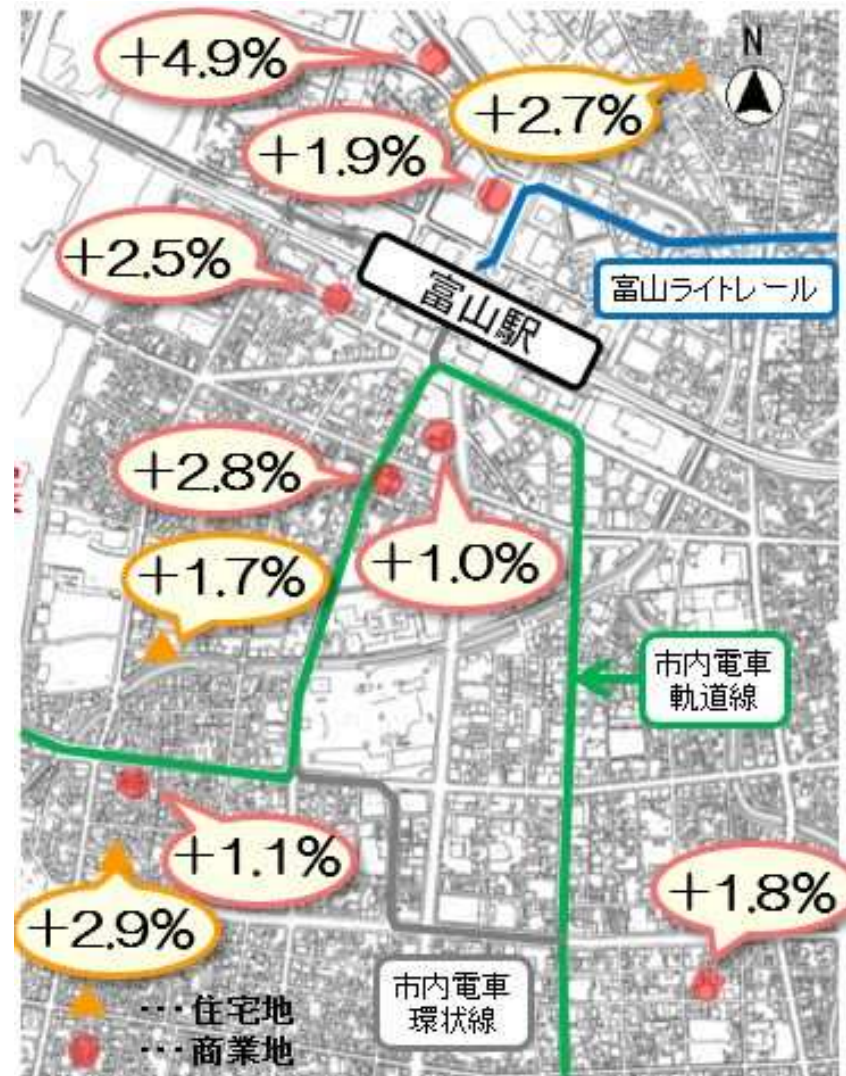 +4.9%
N
+2.7%
+1.9%
+2.5%
富山ライトレール
富山駅
+2.8%
+1.0%
+1.7%
市内電車
軌道線
+1.1%
+1.8%
+2.9%
市内電車
環状線
▲ ・・・住宅地
● ・・・商業地